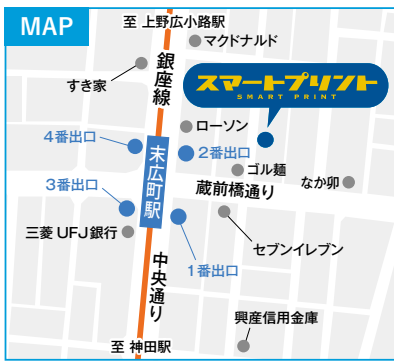 MAP
至 上野広小路駅
マクドナルド
銀座線
すき家
スマートプリント
SMART PRINT
ローソン
4番出口
2番出口
末広町駅
ゴル麺
なか卯
3番出口
蔵前橋通り
三菱UFJ銀行
1番出口
セブンイレブン
中央通り
興産信用金庫
至 神田駅